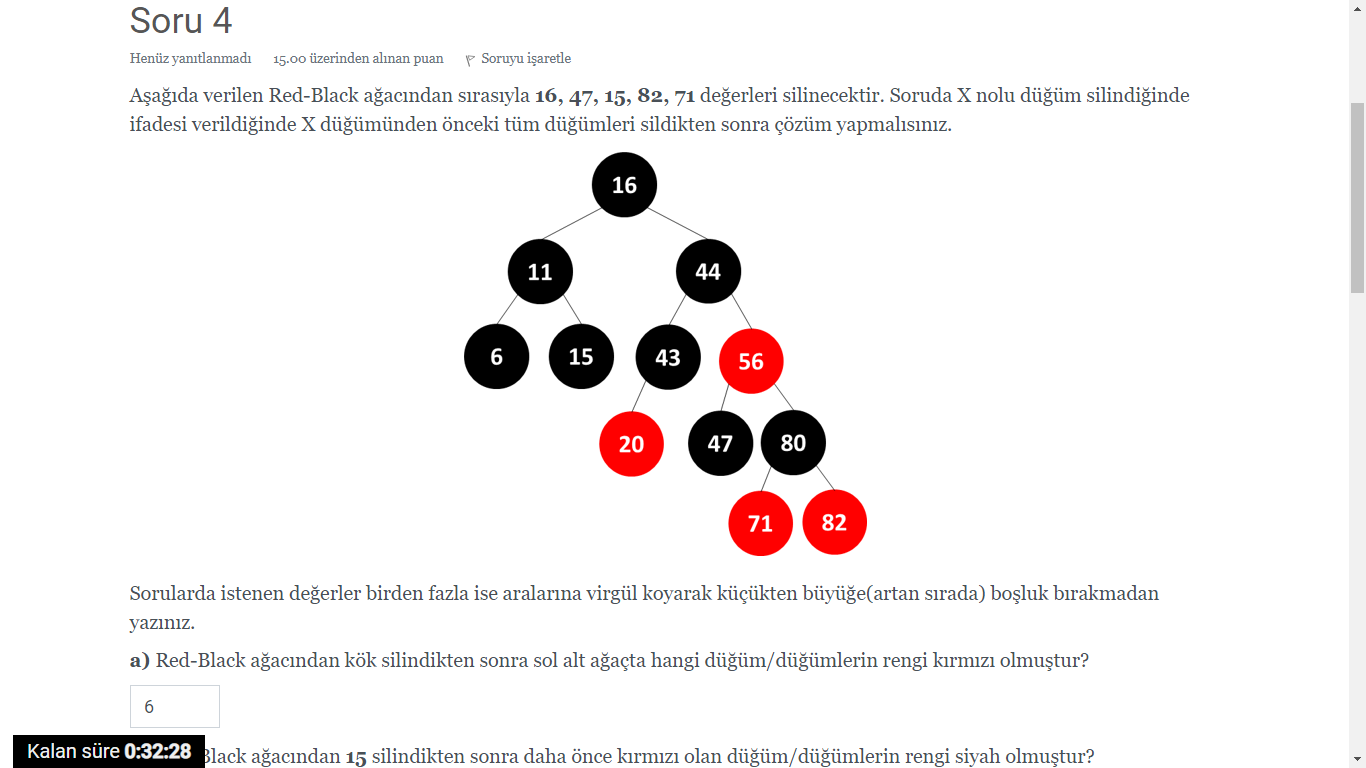 Soru 4
Henüz yanıtlanmadı 15.00 üzerinden alınan puan Soruyu işaretle
Aşağıda verilen Red-Black ağacından sırasıyla 16, 47, 15, 82, 71 değerleri silinecektir. Soruda X nolu düğüm silindiğinde
ifadesi verildiğinde X düğümünden önceki tüm düğümleri sildikten sonra çözüm yapmalısınız.
16
11 44
6 15 43 56
20 47 80
71 82
Sorularda istenen değerler birden fazla ise aralarına virgül koyarak küçükten büyüğe(artan sırada) boşluk bırakmadan
yazınız.
a) Red-Black ağacından kök silindikten sonra sol alt ağaçta hangi düğüm/düğümlerin rengi kırmızı olmuştur?
6
Kalan süre 0:32:28
Black ağacından 15 silindikten sonra daha önce kırmızı olan düğüm/düğümlerin rengi siyah olmuştur?